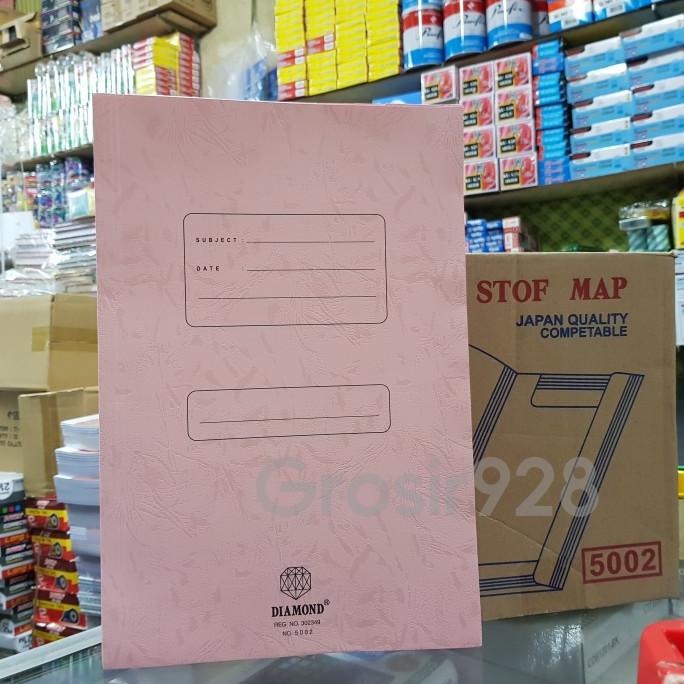 SUBJECT :
DATE :
DIAMOND®
REG. NO. 302349
NO. 5002
STOF MAP
JAPAN QUALITY
COMPETABLE
5002
Grosir928